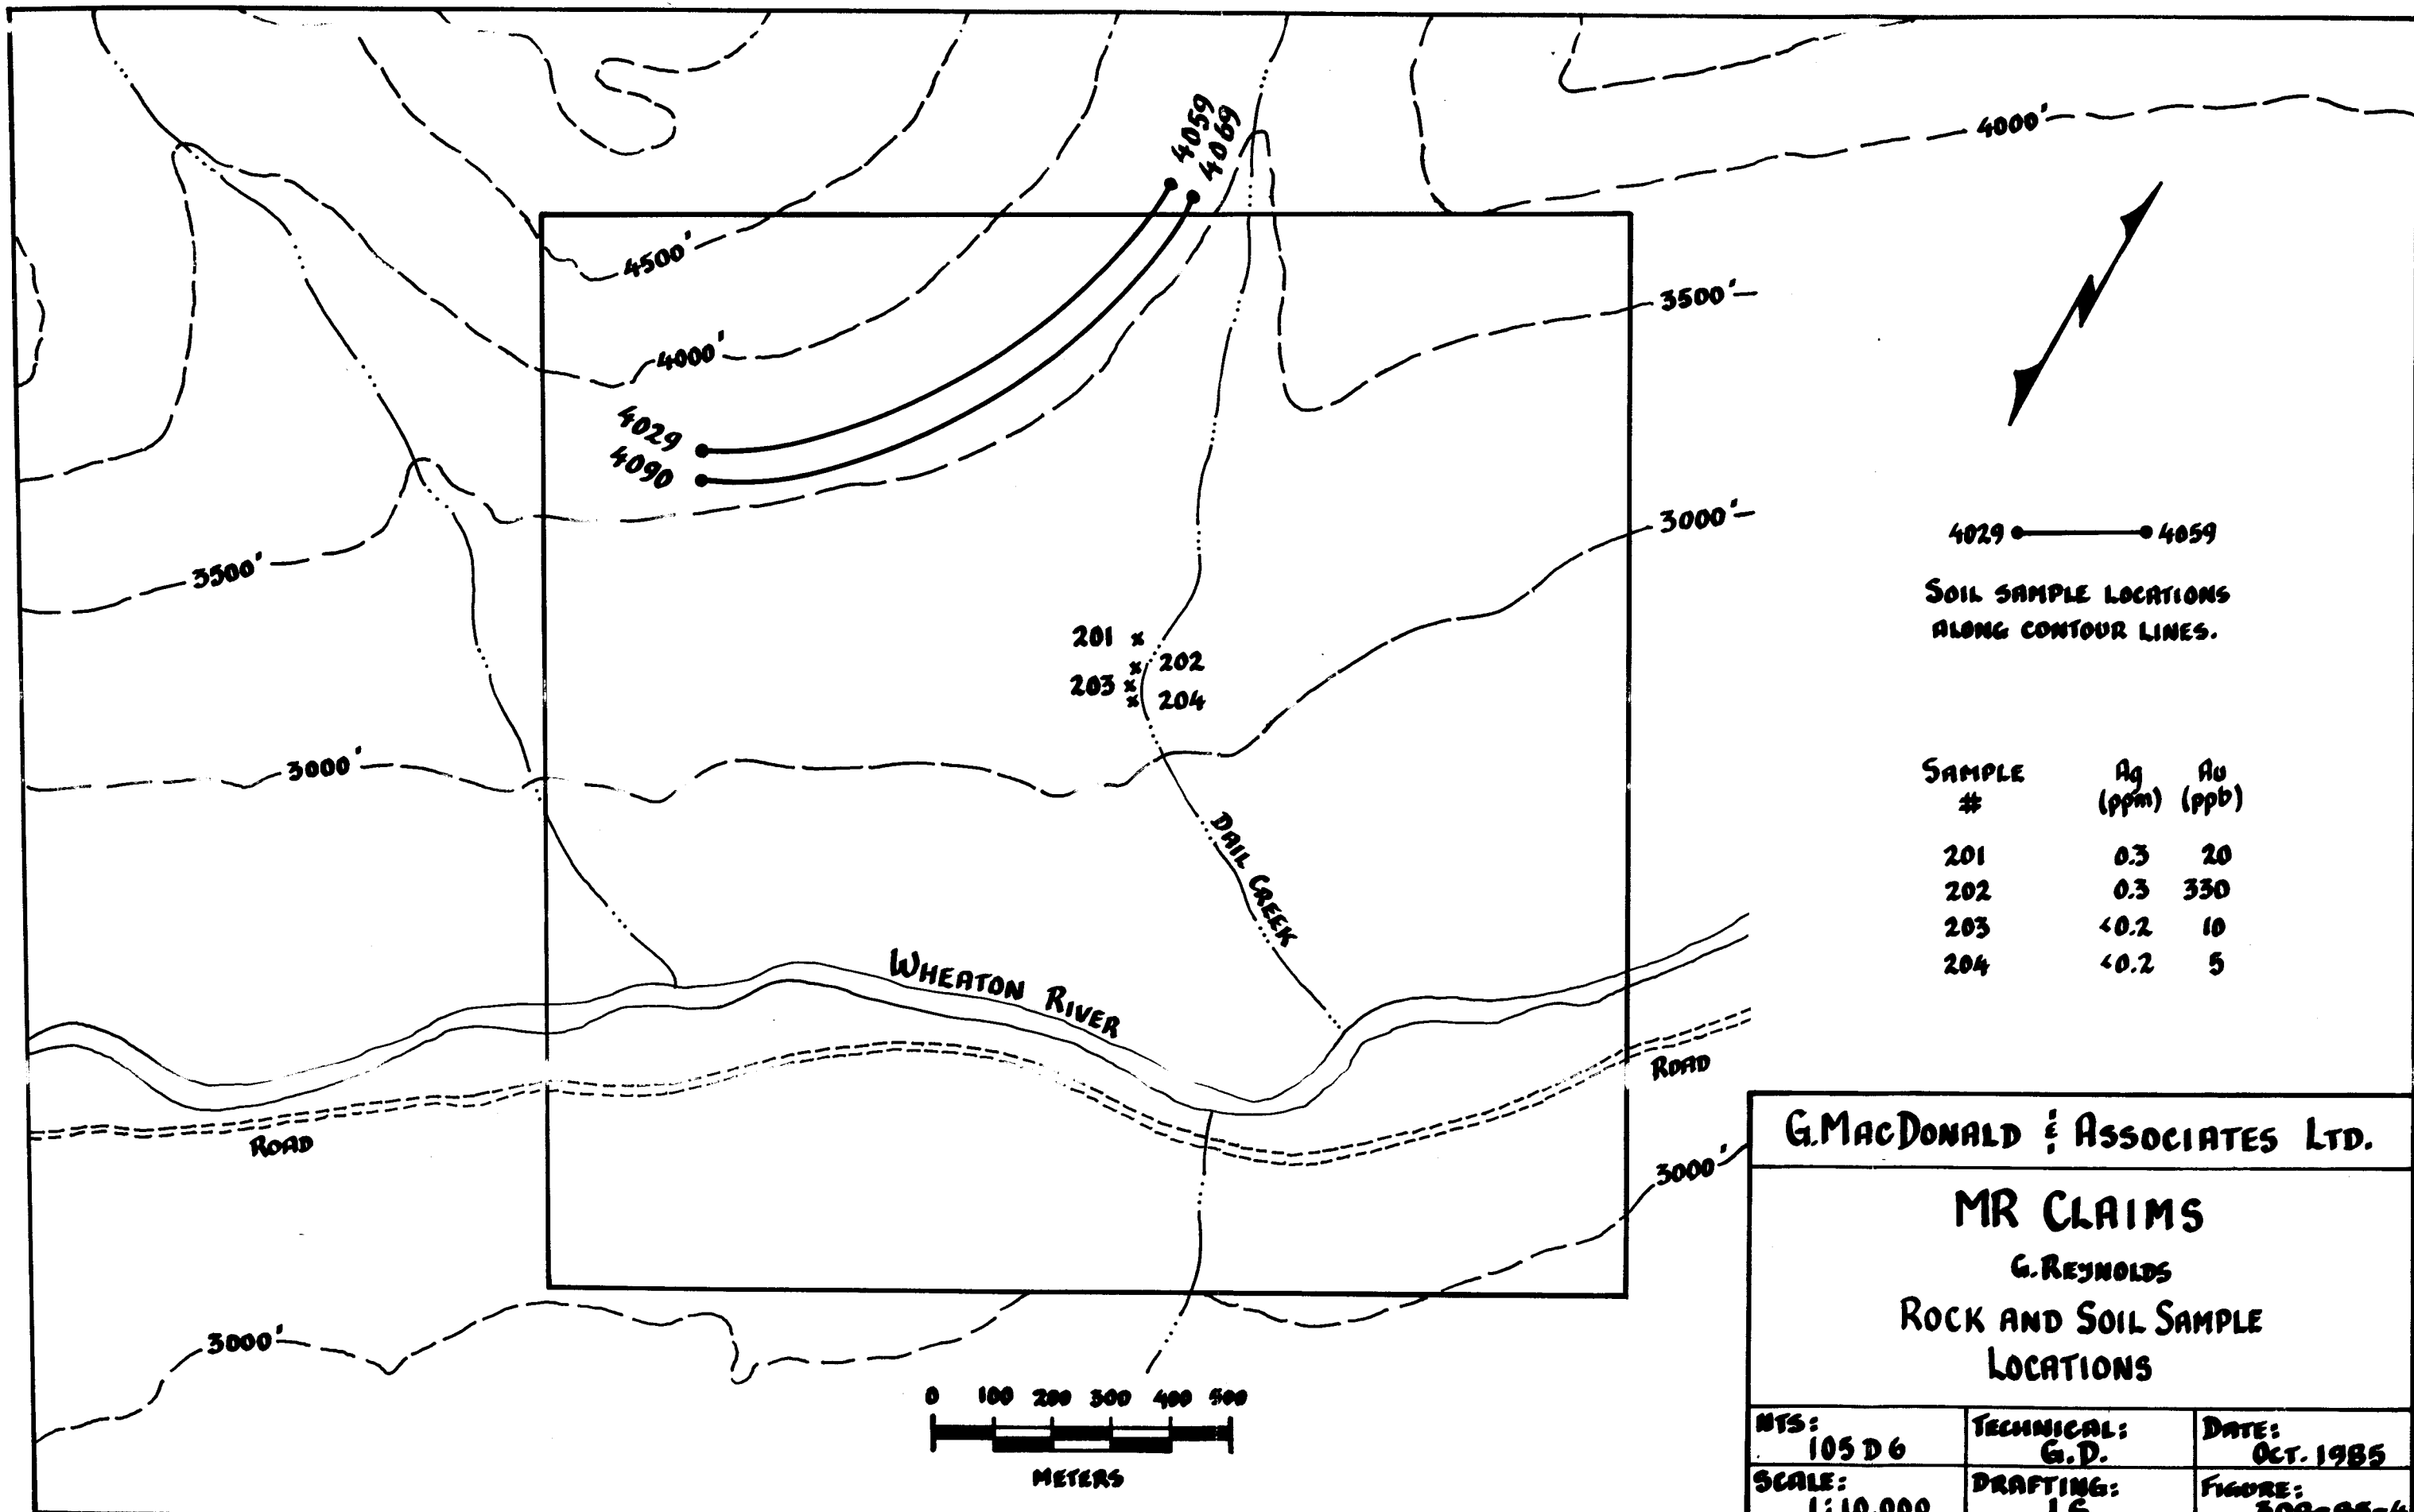 4059
4069
4000'
4500'
3500'
4000'
4029
4090
3000'
4029 4059
3500'
SOIL SAMPLE LOCATIONS
ALONG CONTOUR LINES.
201
202
203
204
3000'
SAMPLE Ag Au
# (ppm) (ppb)
201 0.3 20
202 0.3 330
203 <0.2 10
204 <0.2 5
DAIL CREEK
WHEATON RIVER
ROAD
ROAD
3000'
3000'
G. MACDONALD & ASSOCIATES LTD.
MR CLAIMS
G. REYNOLDS
ROCK AND SOIL SAMPLE
LOCATIONS
0 100 200 300 400 500
METERS
NTS: TECHNICAL: DATE:
105 D 6 G.D. OCT. 1985
SCALE: DRAFTING: FIGURE:
1:10,000